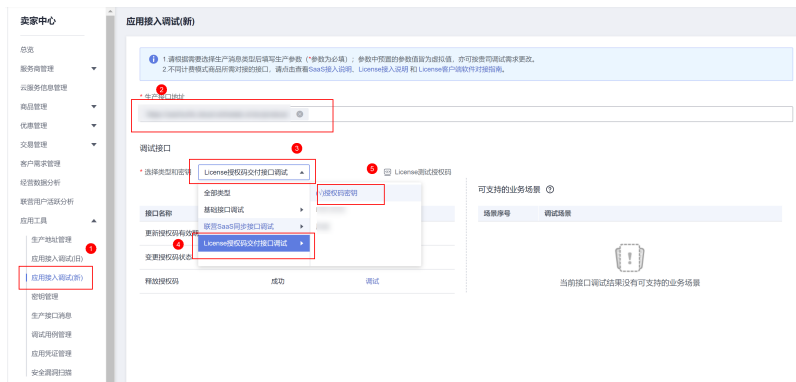 卖家中心
应用接入调试(新)
总览
服务商管理
云服务信息管理
商品管理
优惠管理
交易管理
客户需求管理
经营数据分析
联营用户活跃分析
应用工具
生产地址管理
1
应用接入调试(旧)
应用接入调试(新)
密钥管理
生产接口消息
调试用例管理
应用凭证管理
安全漏洞扫描
1.请根据需要选择生产消息类型后填写生产参数（*参数为必填）；参数中预置的参数值皆为虚拟值，亦可按贵司调试需求更改。
2.不同计费模式商品所需对接的接口，请点击查看SaaS接入说明、License接入说明 和 License客户端软件对接指南。
2
* 生产接口地址
调试接口
3
* 选择类型和密钥
License授权码交付接口调试
5
License测试授权码
全部类型
基础接口调试
联营SaaS同步接口调试
4
License授权码交付接口调试
授权码密钥
接口名称
更新授权码有效期
变更授权码状态
释放授权码
成功
调试
可支持的业务场景
场景序号
调试场景
当前接口调试结果没有可支持的业务场景